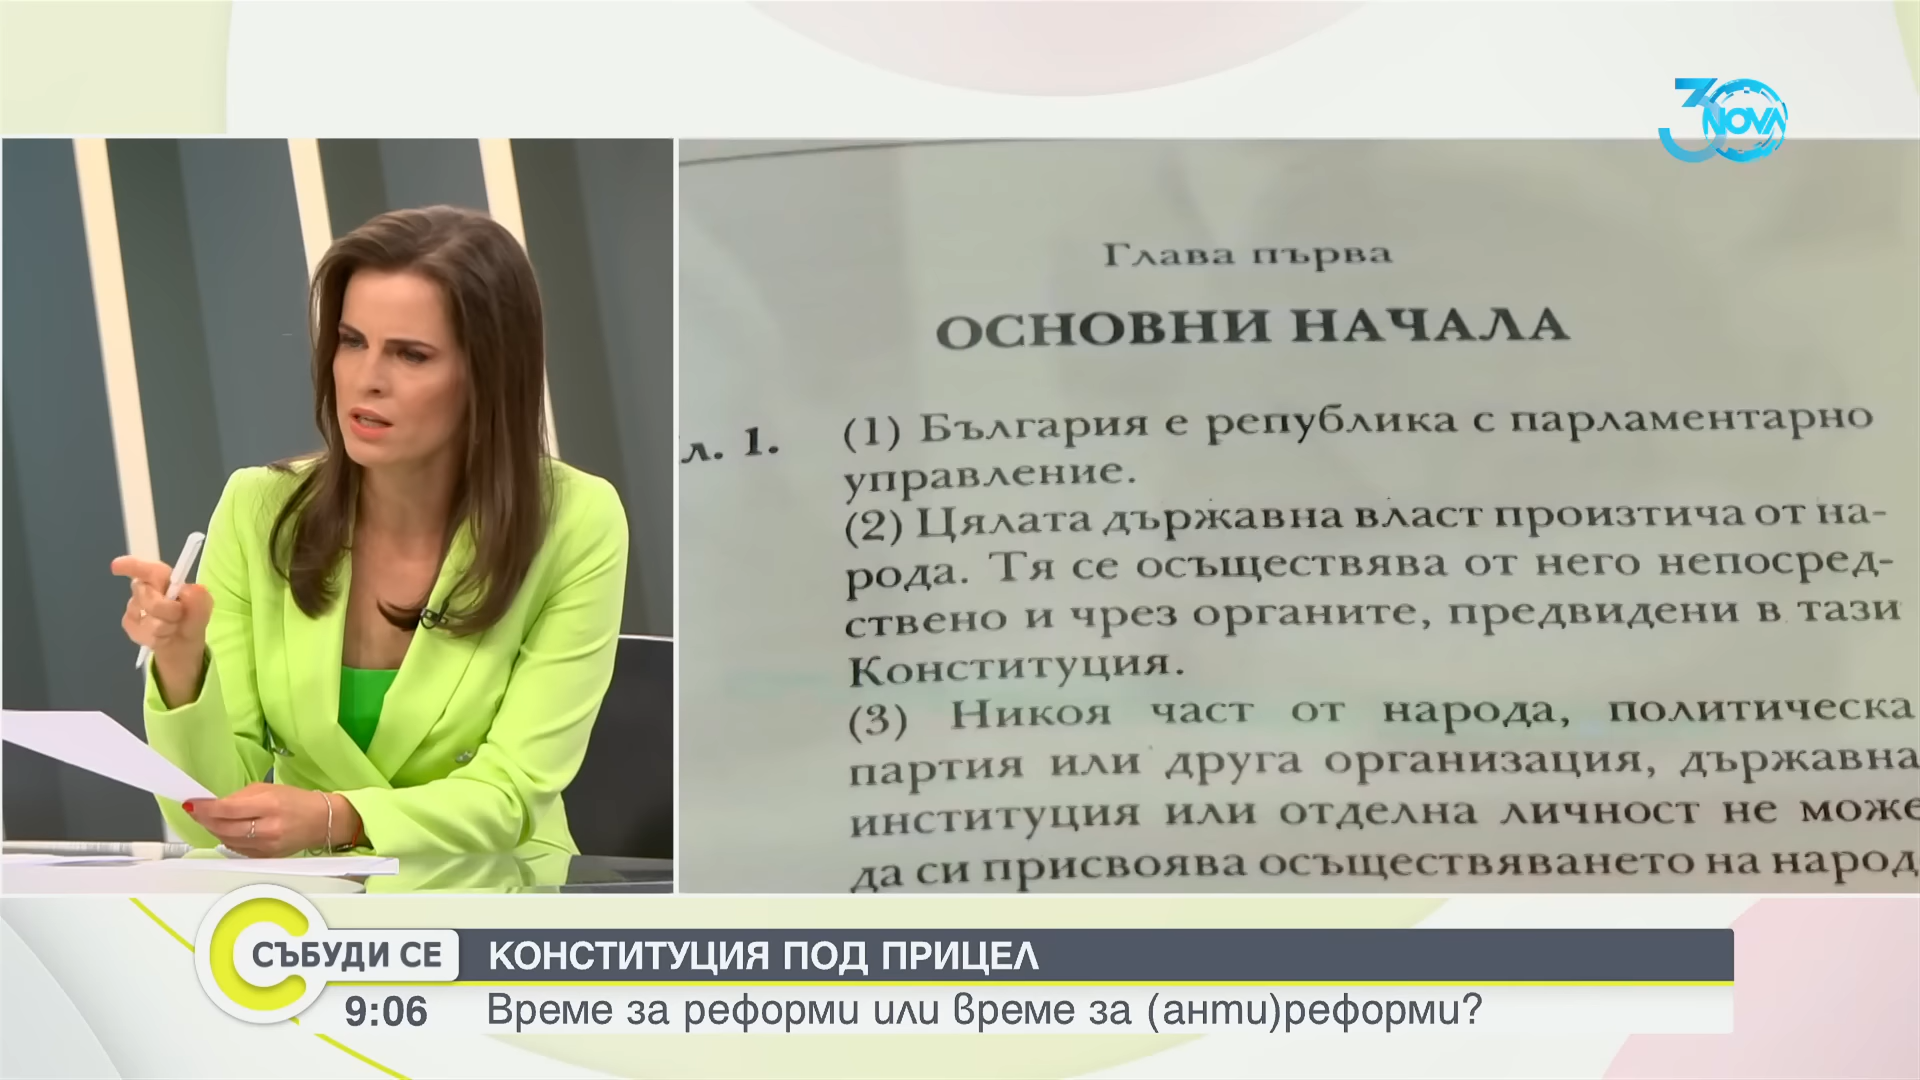 30 NOVA
Глава първа
ОСНОВНИ НАЧАЛА
л. 1. (1) България е република с парламентарно
управление.
(2) Цялата държавна власт произтича от на-
рода. Тя се осъществява от него непосред-
ствено и чрез органите, предвидени в тази
Конституция.
(3) Никоя част от народа, политическа
партия или друга организация, държавна
институция или отделна личност не може
да си присвоява осъществяването на народ
СЪБУДИ СЕ КОНСТИТУЦИЯ ПОД ПРИЦЕЛ
9:06 Време за реформи или време за (анти)реформи?